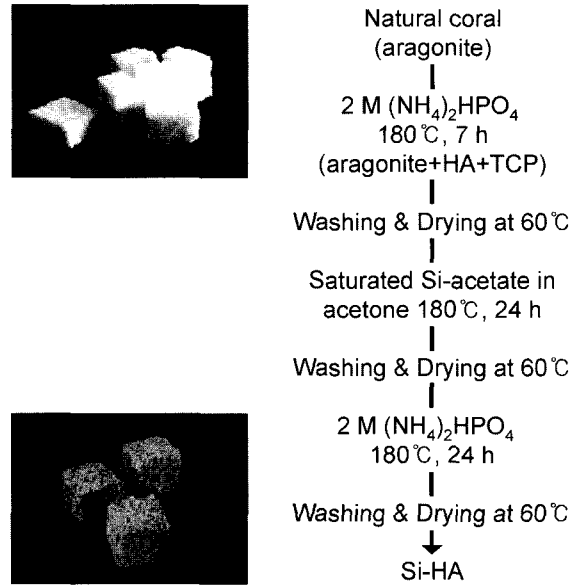 Natural coral
(aragonite)
2 M (NH₄)₂HPO₄
180℃, 7 h
(aragonite+HA+TCP)
Washing & Drying at 60℃
Saturated Si-acetate in
acetone 180℃, 24 h
Washing & Drying at 60℃
2 M (NH₄)₂HPO₄
180℃, 24 h
Washing & Drying at 60℃
Si-HA